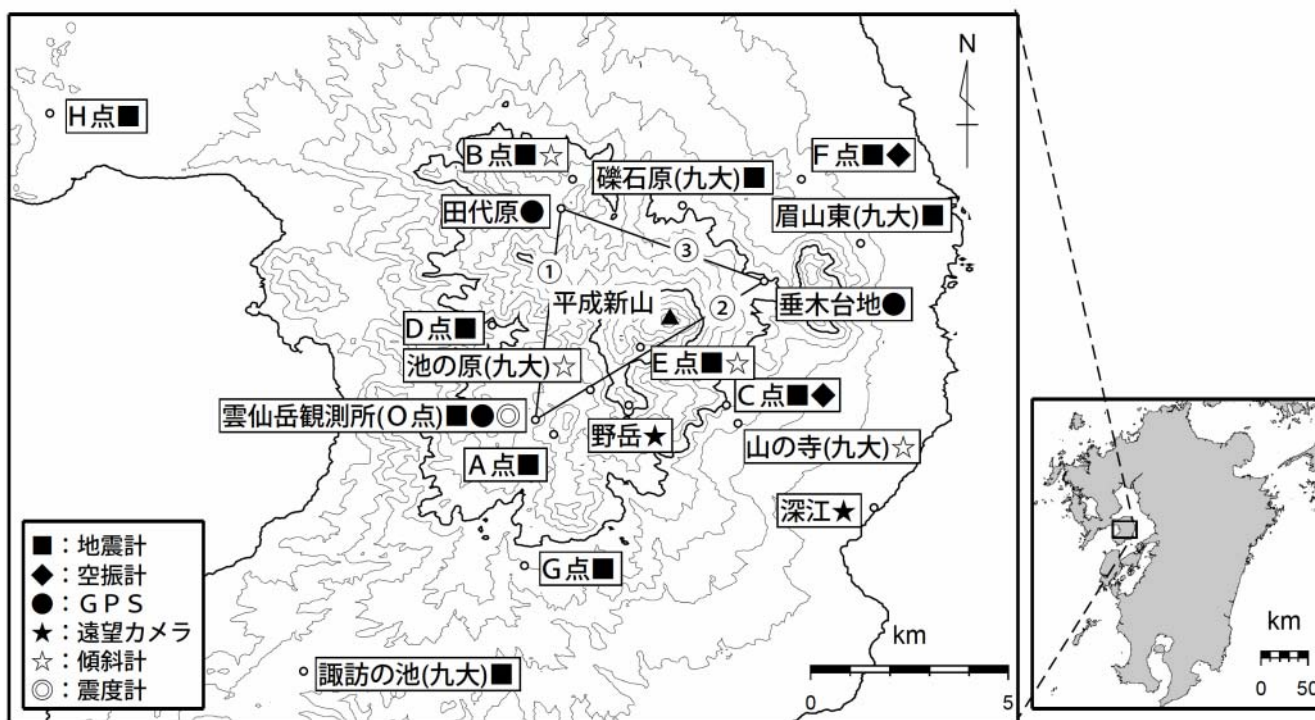 N
H点■
B点■☆
F点■◆
礫石原(九大)■
田代原●
眉山東(九大)■
③
①
平成新山
②
垂木台地●
D点■
池の原(九大)☆
E点■☆
C点■◆
雲仙岳観測所(O点)■●◎
野岳★
山の寺(九大)☆
A点■
深江★
G点■
諏訪の池(九大)■
■：地震計
◆：空振計
●：ＧＰＳ
★：遠望カメラ
☆：傾斜計
◎：震度計
km
0 5
km
0 50